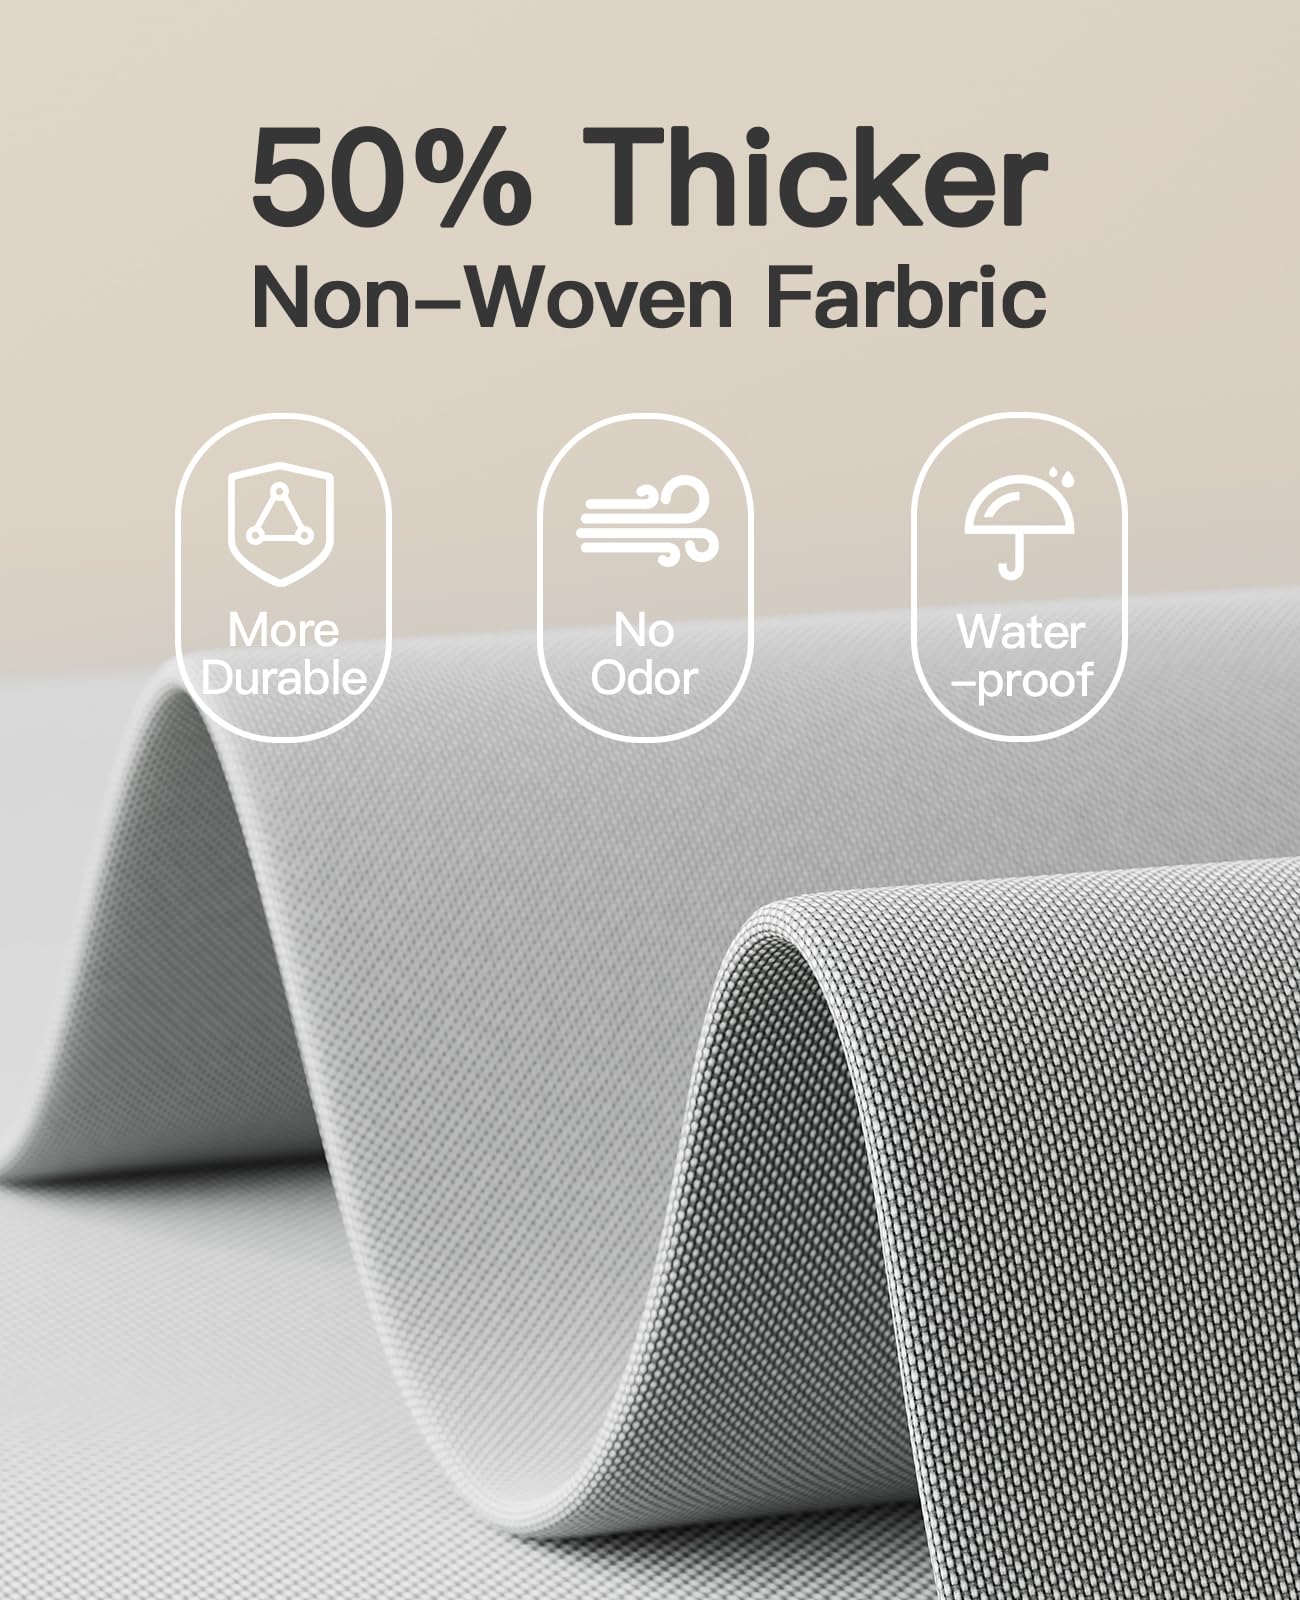 50% Thicker
Non–Woven Farbric
More
Durable
No
Odor
Water
–proof